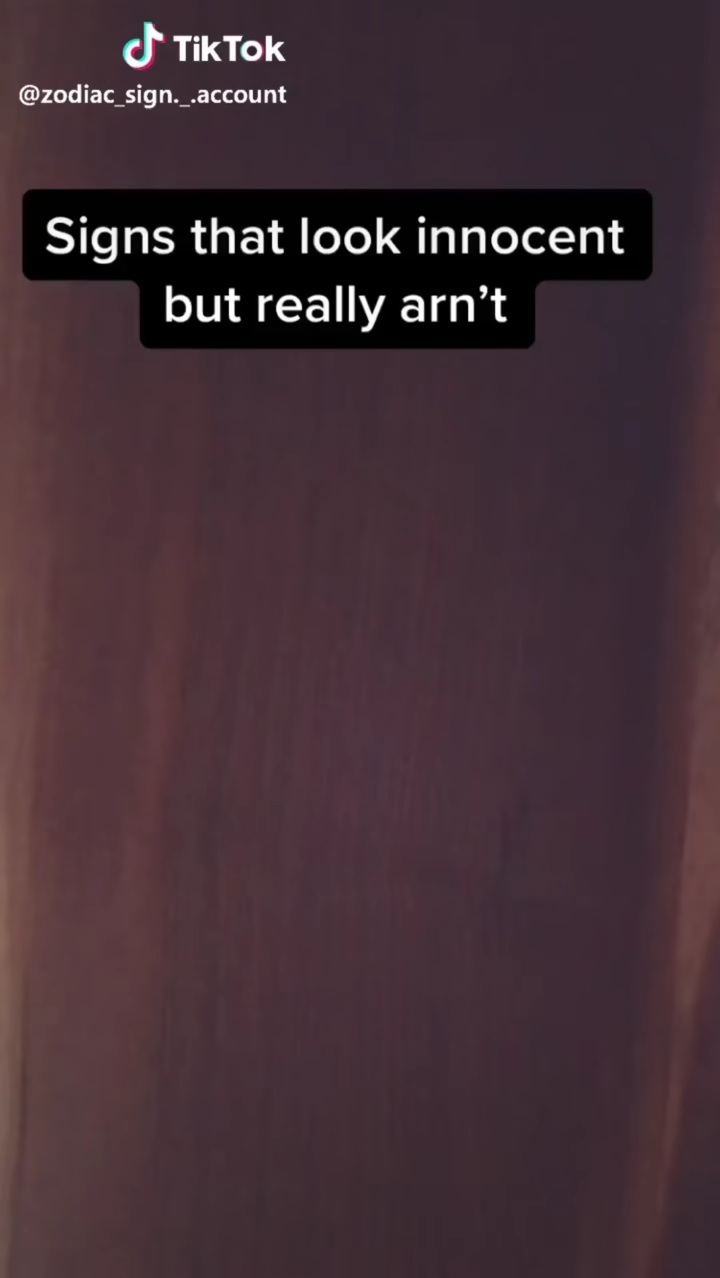 TikTok
@zodiac_sign._.account
Signs that look innocent
but really arn’t